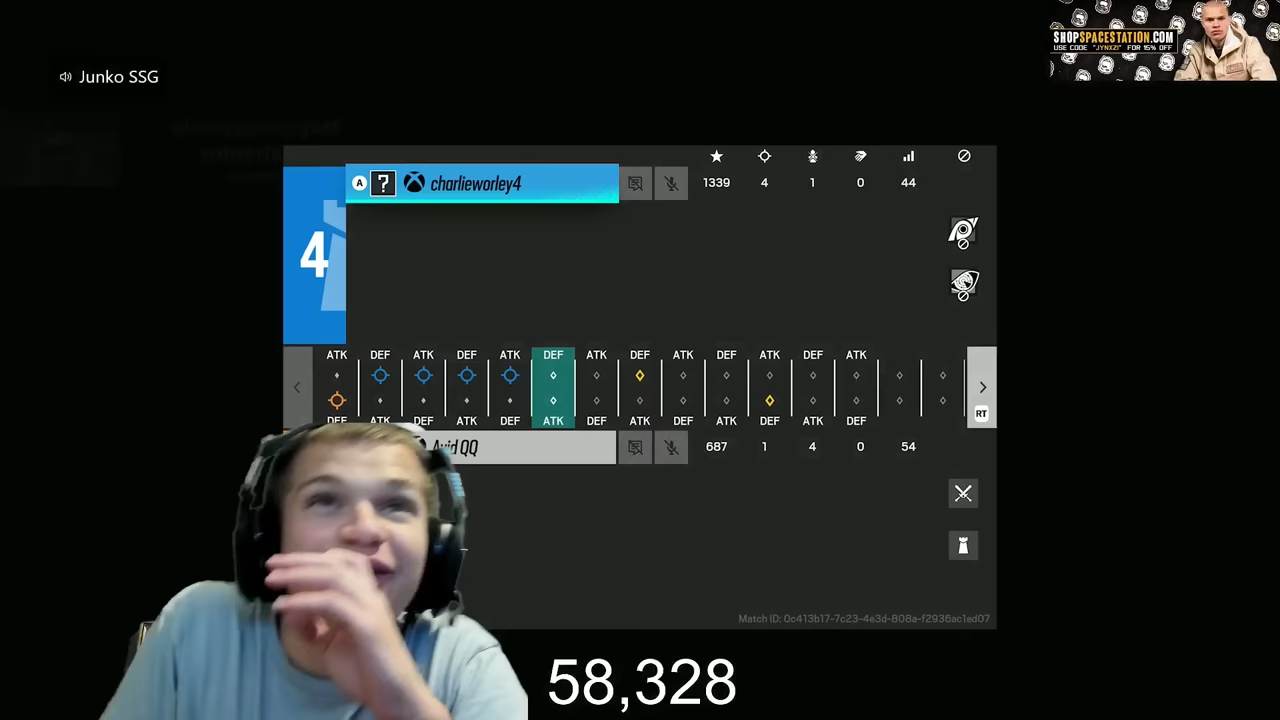 SHOPSPACESTATION.COM
USE CODE "JYNXZI" FOR 15% OFF
Junko SSG
A ? charlieworley4 1339 4 1 0 44
4
ATK DEF ATK DEF ATK DEF ATK DEF ATK DEF ATK DEF ATK
RT
DEF ATK DEF ATK DEF ATK DEF ATK DEF ATK DEF ATK DEF
Avid QQ 687 1 4 0 54
Match ID: 0c413b17-7c23-4a3d-808a-f2936ac1ed07
58,328